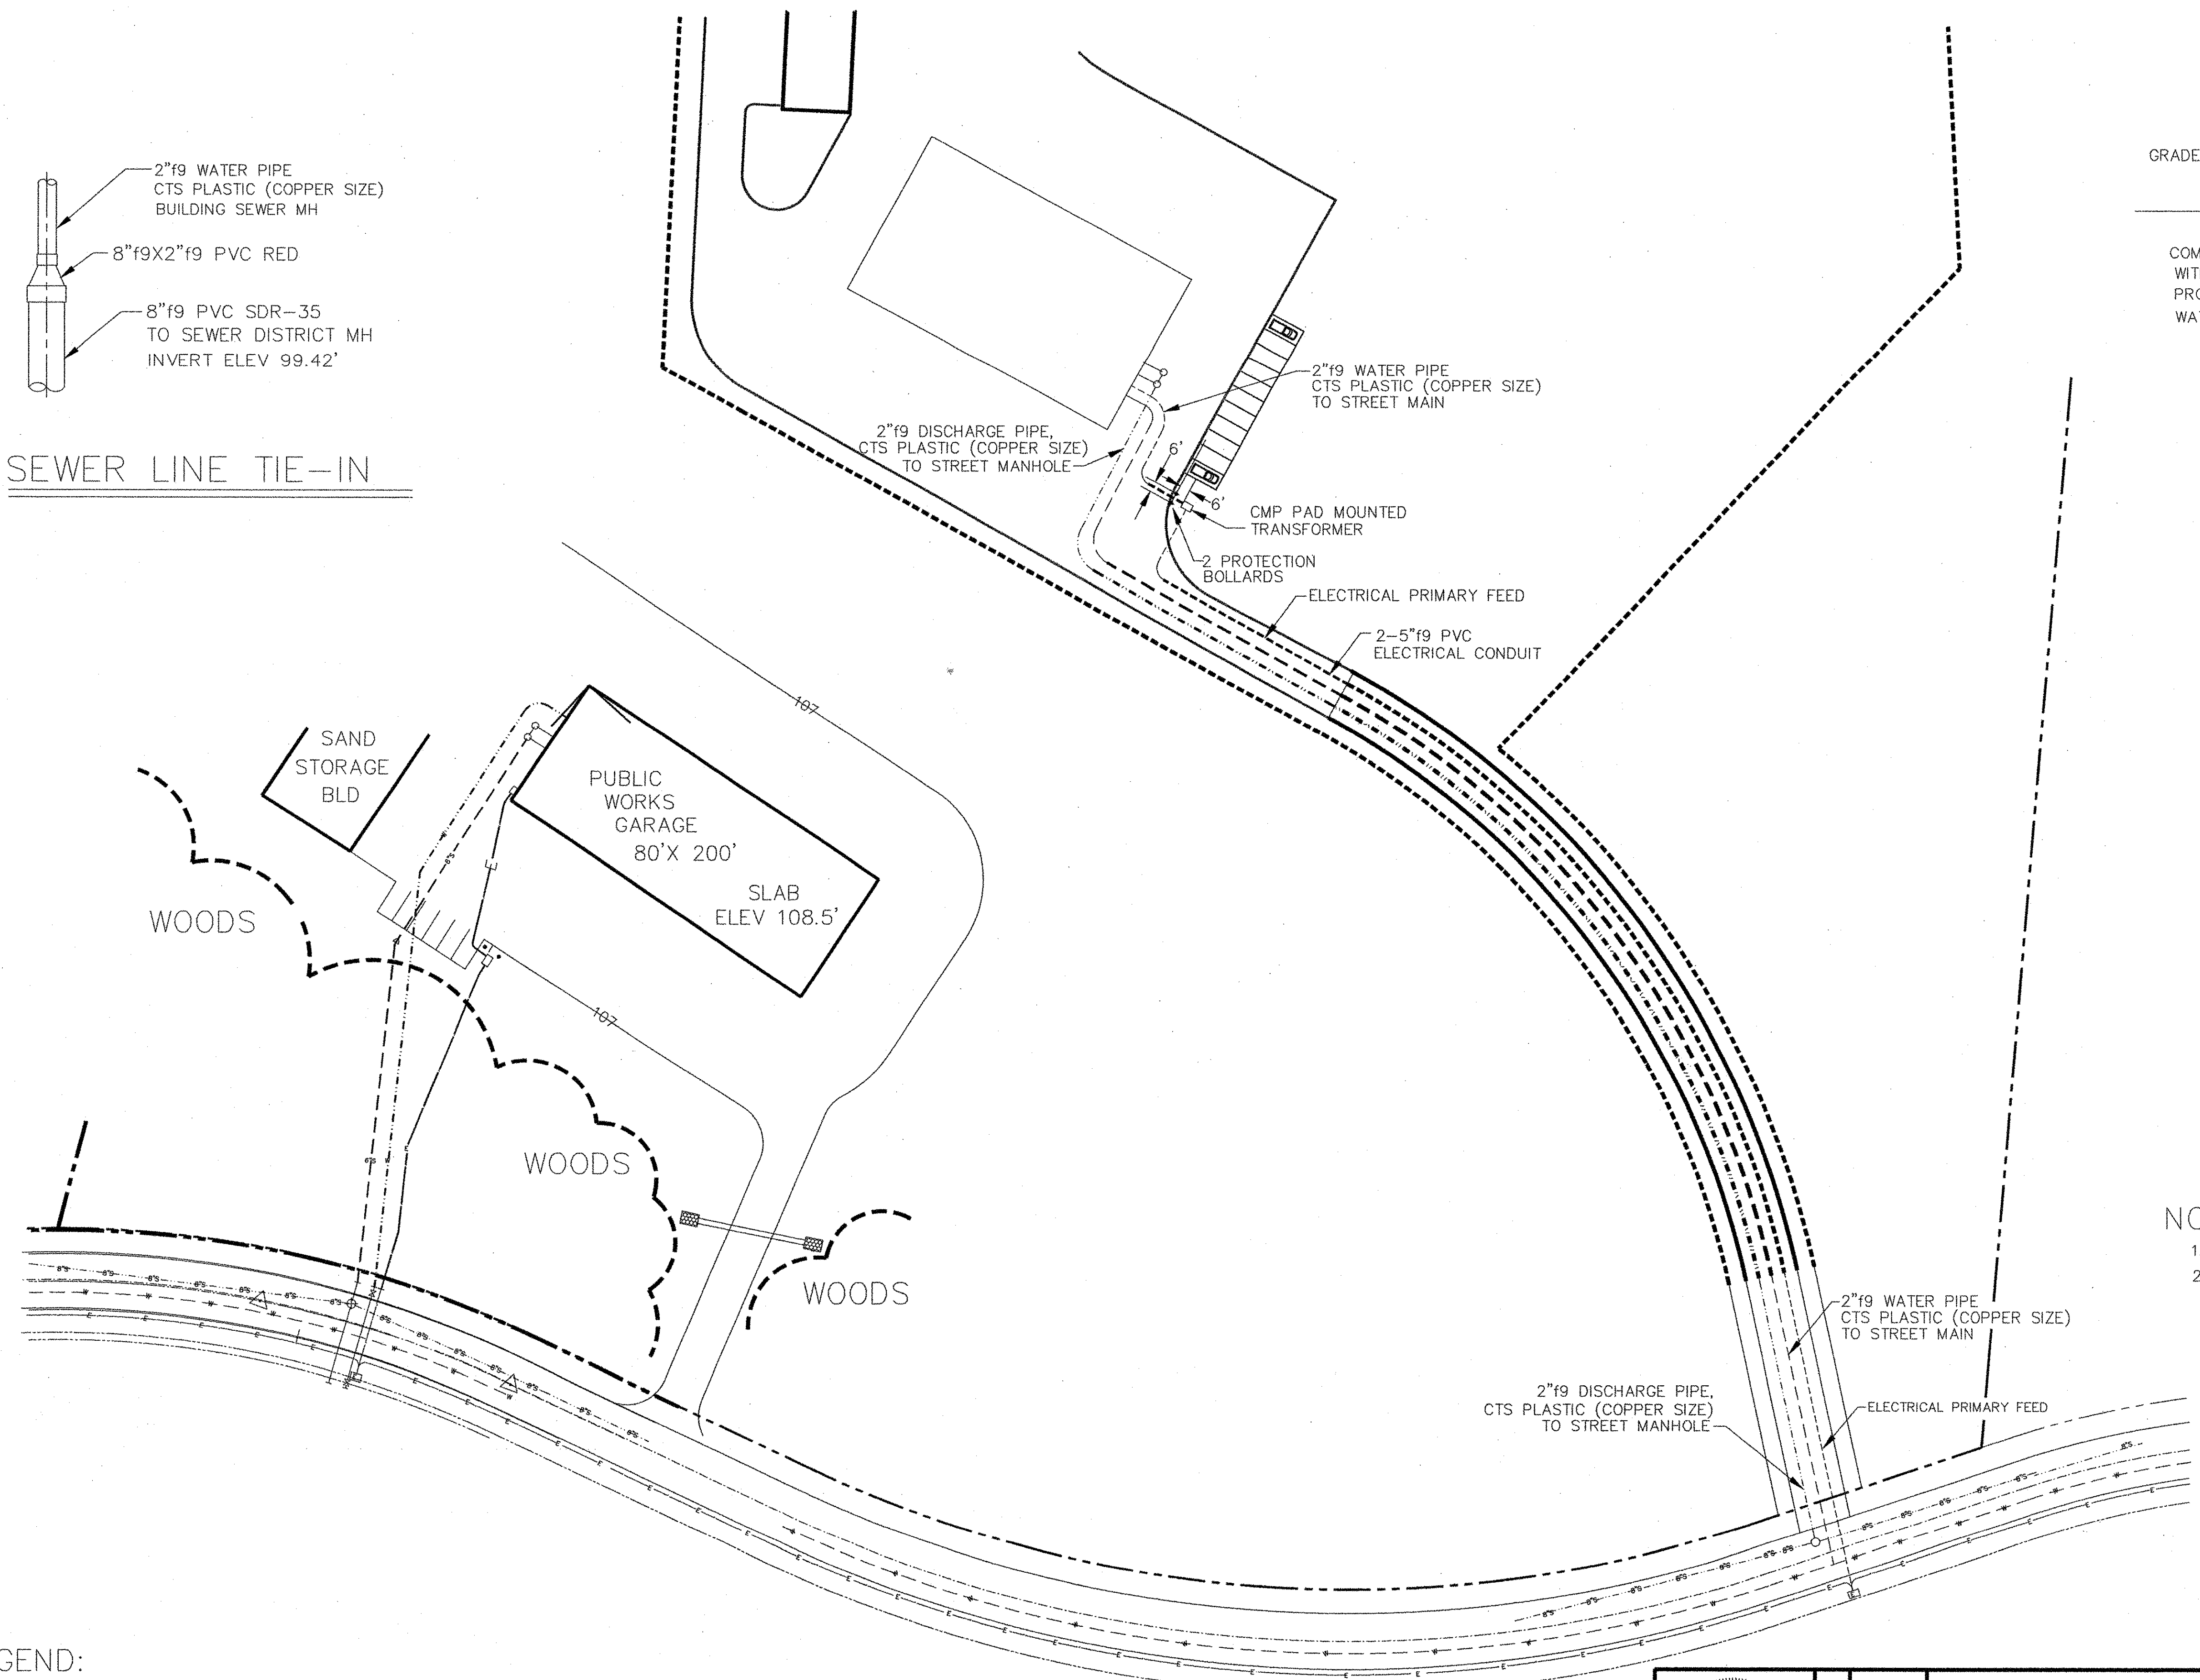 2"f9 WATER PIPE
CTS PLASTIC (COPPER SIZE)
BUILDING SEWER MH
8"f9X2"f9 PVC RED
8"f9 PVC SDR-35
TO SEWER DISTRICT MH
INVERT ELEV 99.42'
SEWER LINE TIE-IN
GRADE
2"f9 WATER PIPE
CTS PLASTIC (COPPER SIZE)
TO STREET MAIN
2"f9 DISCHARGE PIPE,
CTS PLASTIC (COPPER SIZE)
TO STREET MANHOLE
6'
6'
CMP PAD MOUNTED
TRANSFORMER
2 PROTECTION
BOLLARDS
ELECTRICAL PRIMARY FEED
2-5"f9 PVC
ELECTRICAL CONDUIT
107
SAND
STORAGE
BLD
PUBLIC
WORKS
GARAGE
80'X 200'
SLAB
ELEV 108.5'
WOODS
107
WOODS
WOODS
2"f9 WATER PIPE
CTS PLASTIC (COPPER SIZE)
TO STREET MAIN
2"f9 DISCHARGE PIPE,
CTS PLASTIC (COPPER SIZE)
TO STREET MANHOLE
ELECTRICAL PRIMARY FEED
1
2
GEND: